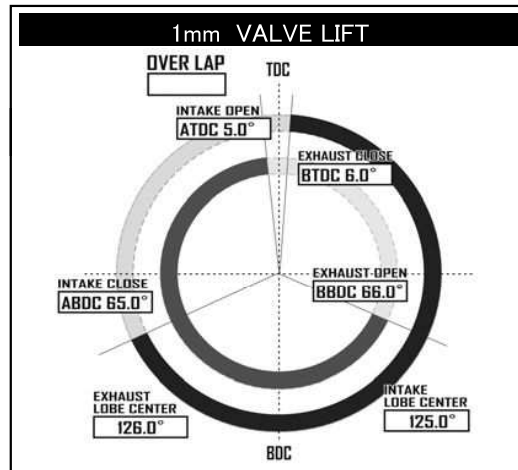 1mm VALVE LIFT
OVER LAP
TDC
INTAKE OPEN
ATDC 5.0°
EXHAUST CLOSE
BTDC 6.0°
INTAKE CLOSE
ABDC 65.0°
EXHAUST OPEN
BBDC 66.0°
EXHAUST
LOBE CENTER
126.0°
INTAKE
LOBE CENTER
125.0°
BDC